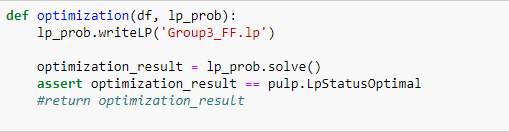 def optimization(df, lp_prob):
    lp_prob.writeLP('Group3_FF.lp')
    optimization_result = lp_prob.solve()
    assert optimization_result == pulp.LpStatusOptimal
    #return optimization_result